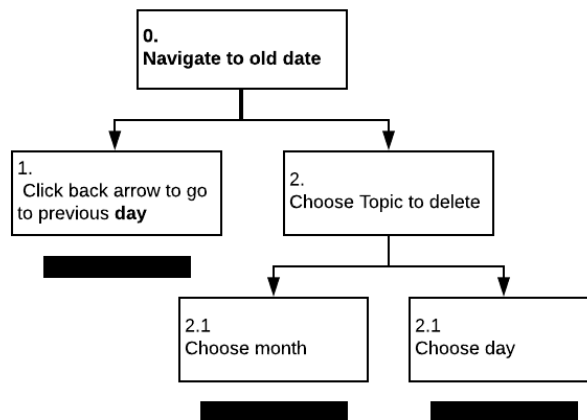 0.
Navigate to old date
1.
Click back arrow to go
to previous day
2.
Choose Topic to delete
2.1
Choose month
2.1
Choose day